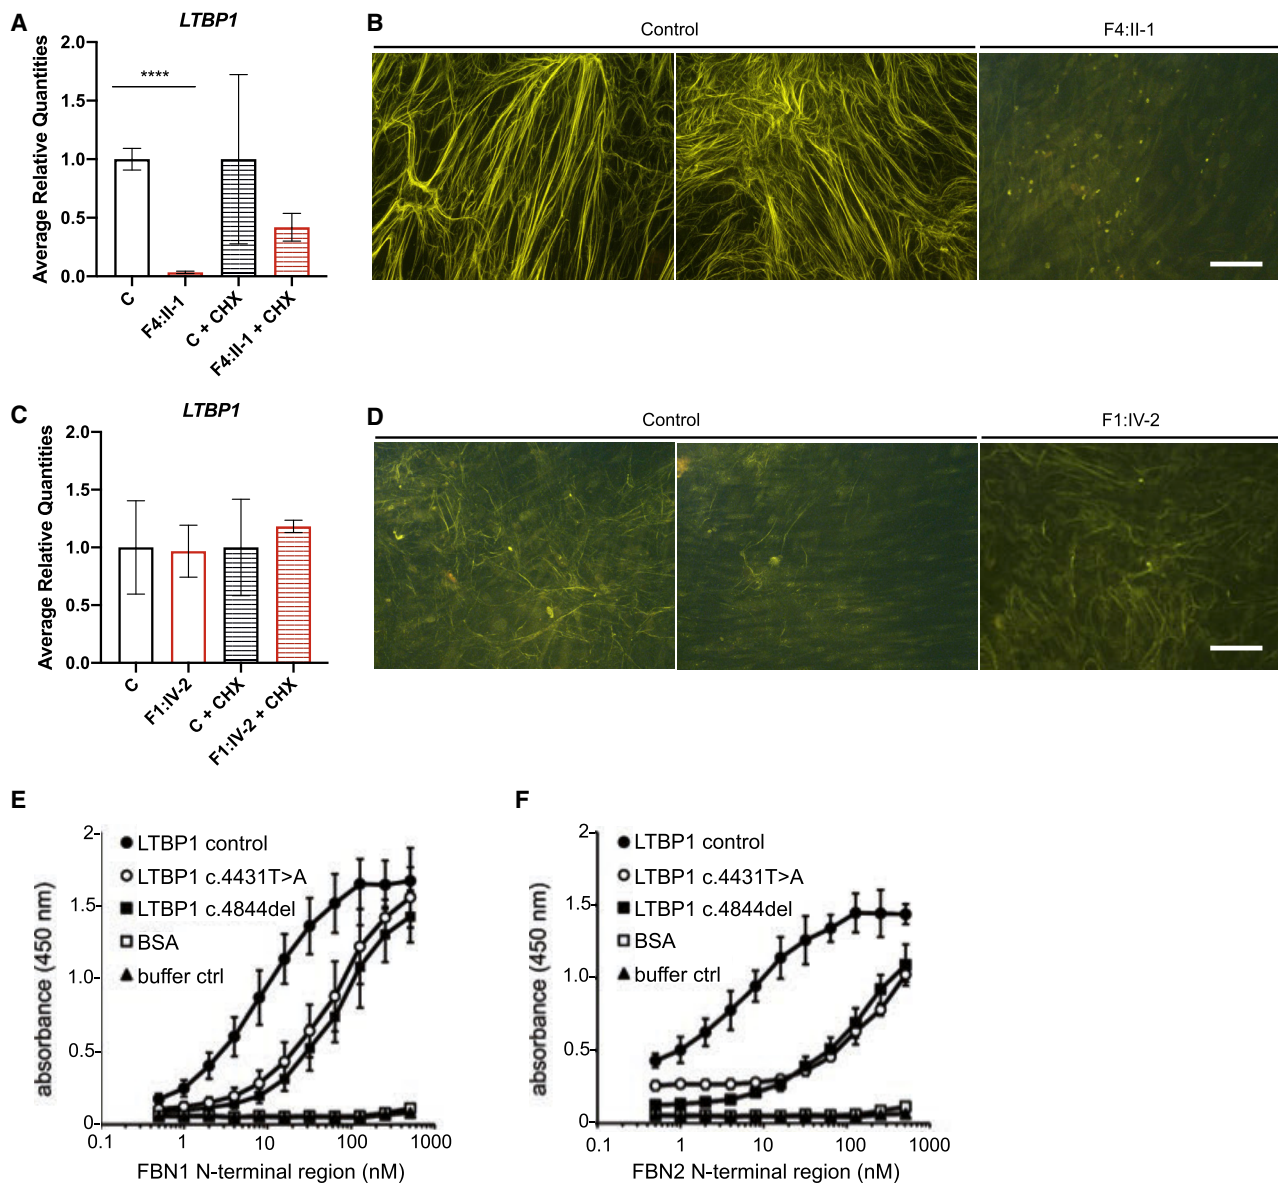 A
LTBP1
Average Relative Quantities
2.0
1.5
1.0
0.5
0.0
****
C
F4:II-1
C + CHX
F4:II-1 + CHX
B
Control
F4:II-1
C
LTBP1
Average Relative Quantities
2.0
1.5
1.0
0.5
0.0
C
F1:IV-2
C + CHX
F1:IV-2 + CHX
D
Control
F1:IV-2
E
absorbance (450 nm)
2
1.5
1.0
0.5
0
LTBP1 control
LTBP1 c.4431T>A
LTBP1 c.4844del
BSA
buffer ctrl
0.1
1
10
100
1000
FBN1 N-terminal region (nM)
F
absorbance (450 nm)
2
1.5
1.0
0.5
0
LTBP1 control
LTBP1 c.4431T>A
LTBP1 c.4844del
BSA
buffer ctrl
0.1
1
10
100
1000
FBN2 N-terminal region (nM)